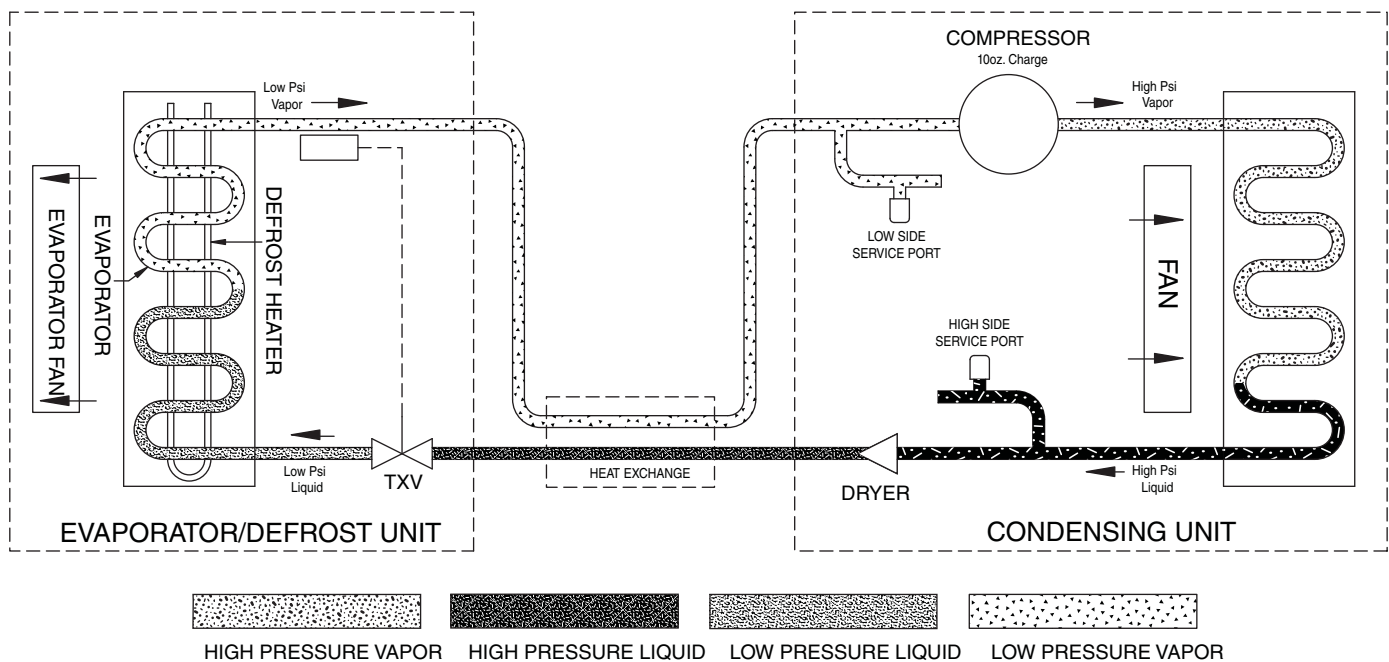 COMPRESSOR
10oz. Charge
Low Psi
Vapor
High Psi
Vapor
EVAPORATOR FAN
EVAPORATOR
DEFROST HEATER
LOW SIDE
SERVICE PORT
FAN
HIGH SIDE
SERVICE PORT
Low Psi
Liquid
TXV
HEAT EXCHANGE
DRYER
High Psi
Liquid
EVAPORATOR/DEFROST UNIT
CONDENSING UNIT
HIGH PRESSURE VAPOR
HIGH PRESSURE LIQUID
LOW PRESSURE LIQUID
LOW PRESSURE VAPOR